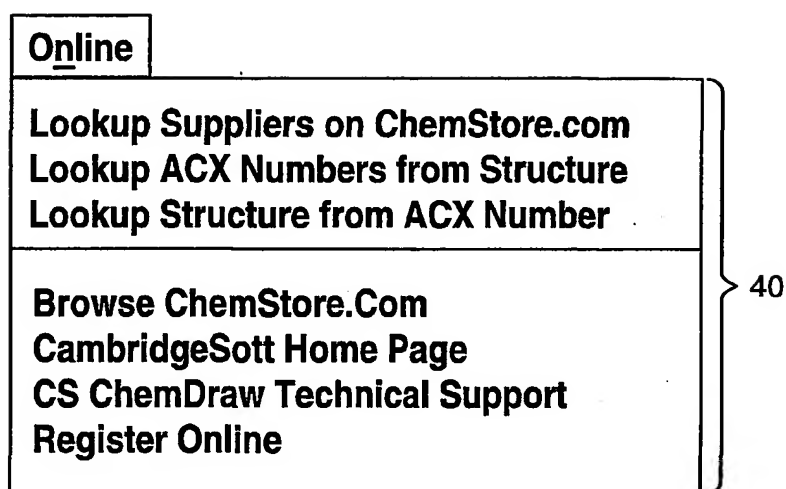 Online
Lookup Suppliers on ChemStore.com
Lookup ACX Numbers from Structure
Lookup Structure from ACX Number
Browse ChemStore.Com
CambridgeSott Home Page
CS ChemDraw Technical Support
Register Online
40